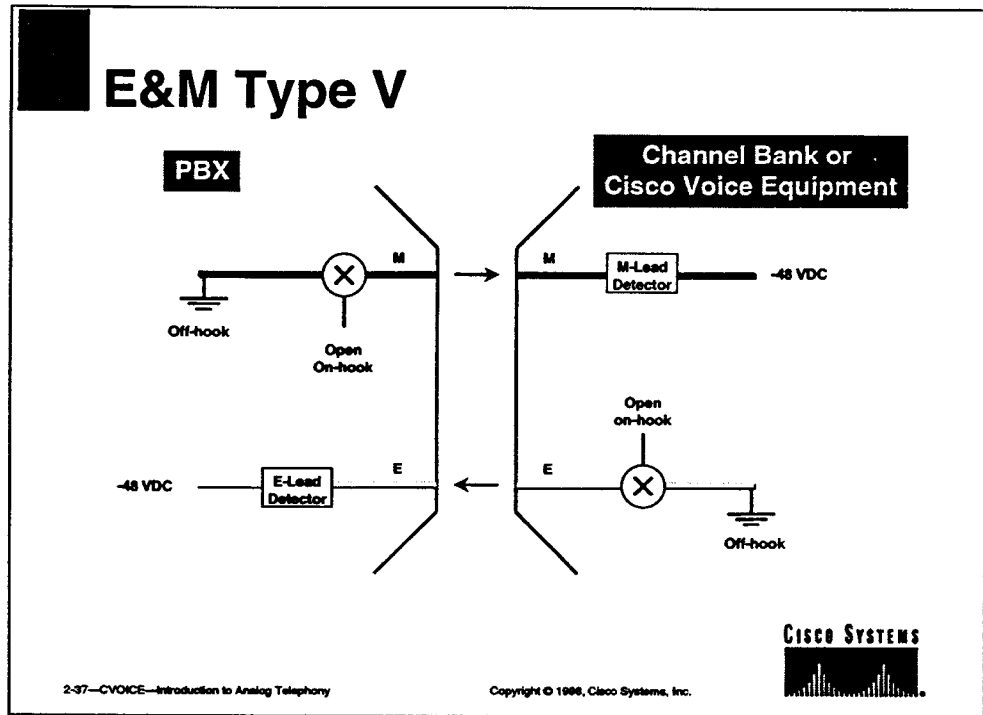 E&M Type V
PBX
Channel Bank or
Cisco Voice Equipment
M
M
M-Lead
Detector
-48 VDC
Off-hook
Open
On-hook
Open
on-hook
-48 VDC
E-Lead
Detector
E
E
Off-hook
CISCO SYSTEMS
2-37—CVOICE—Introduction to Analog Telephony
Copyright © 1998, Cisco Systems, Inc.